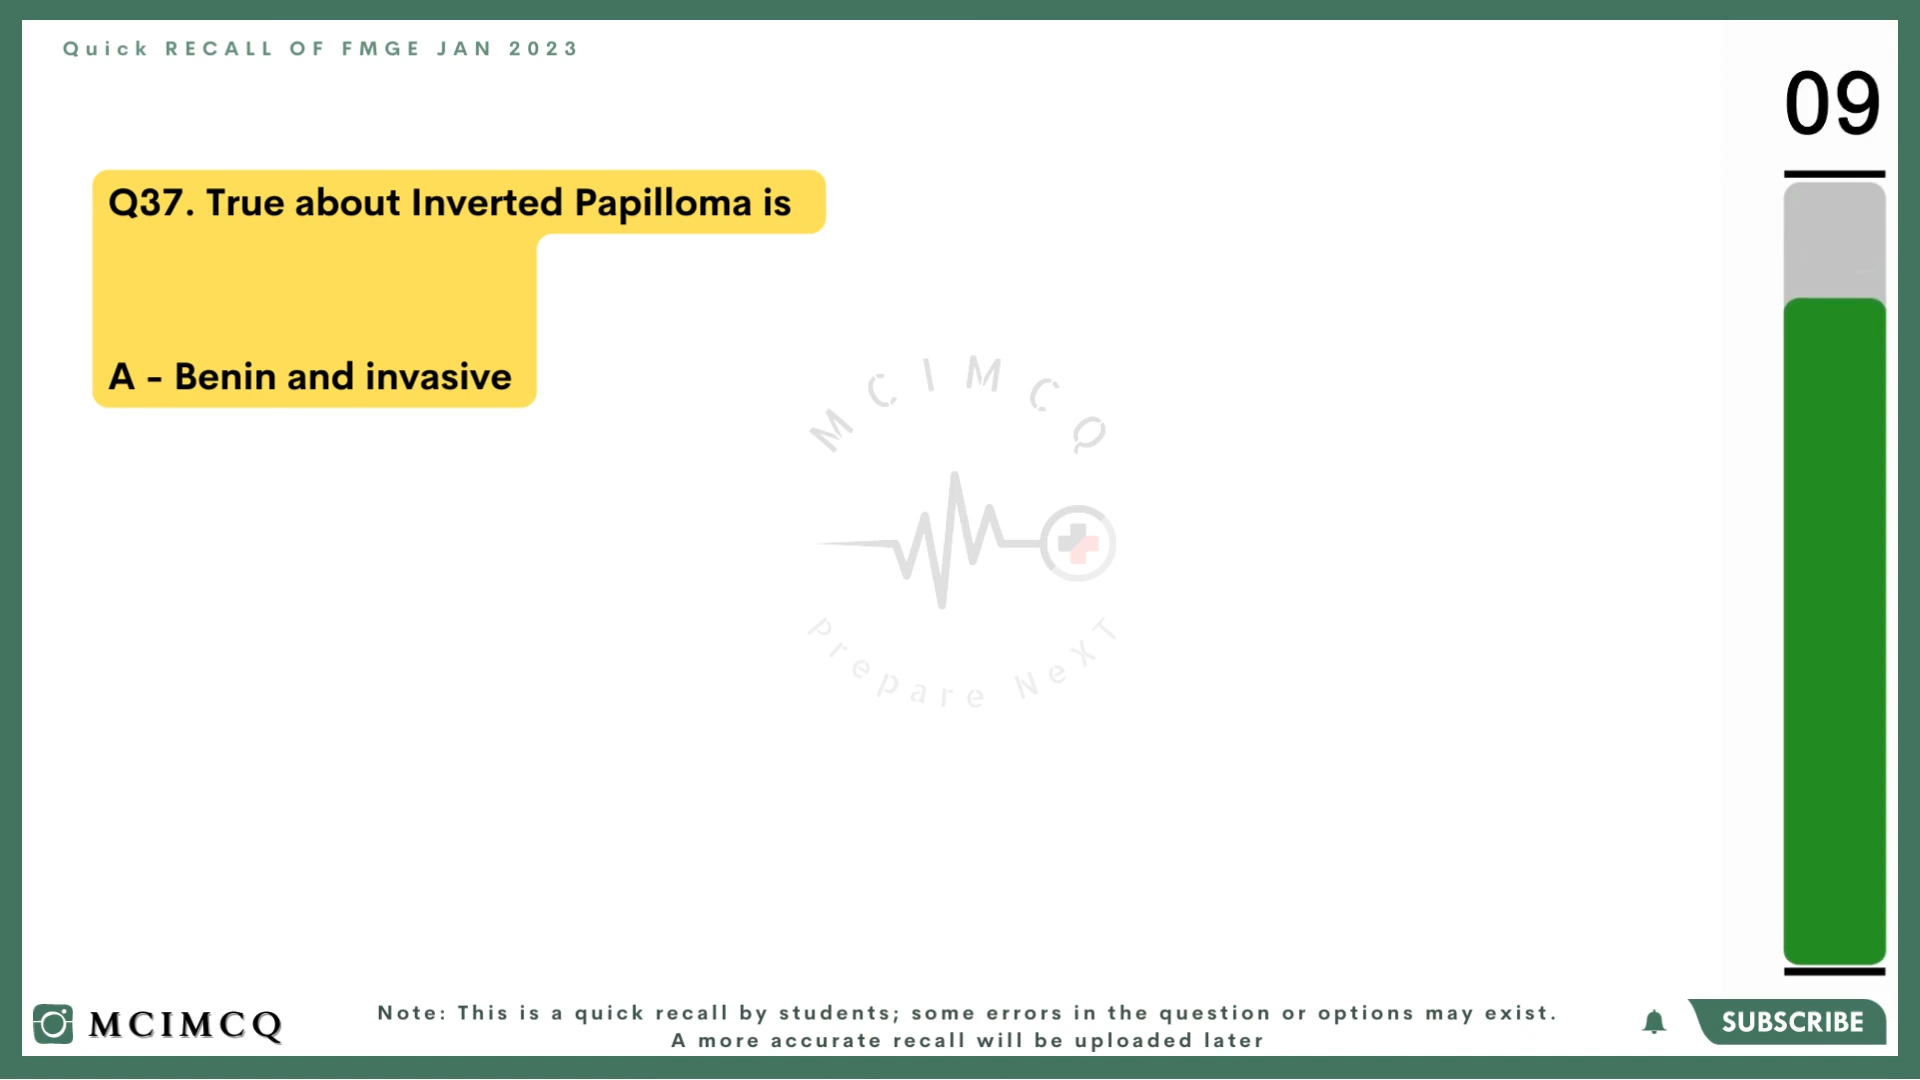 Quick RECALL OF FMGE JAN 2023
09
Q37. True about Inverted Papilloma is
A - Benin and invasive
MCIMCQ
Prepare NeXT
MCIMCQ
Note: This is a quick recall by students; some errors in the question or options may exist.
A more accurate recall will be uploaded later
SUBSCRIBE